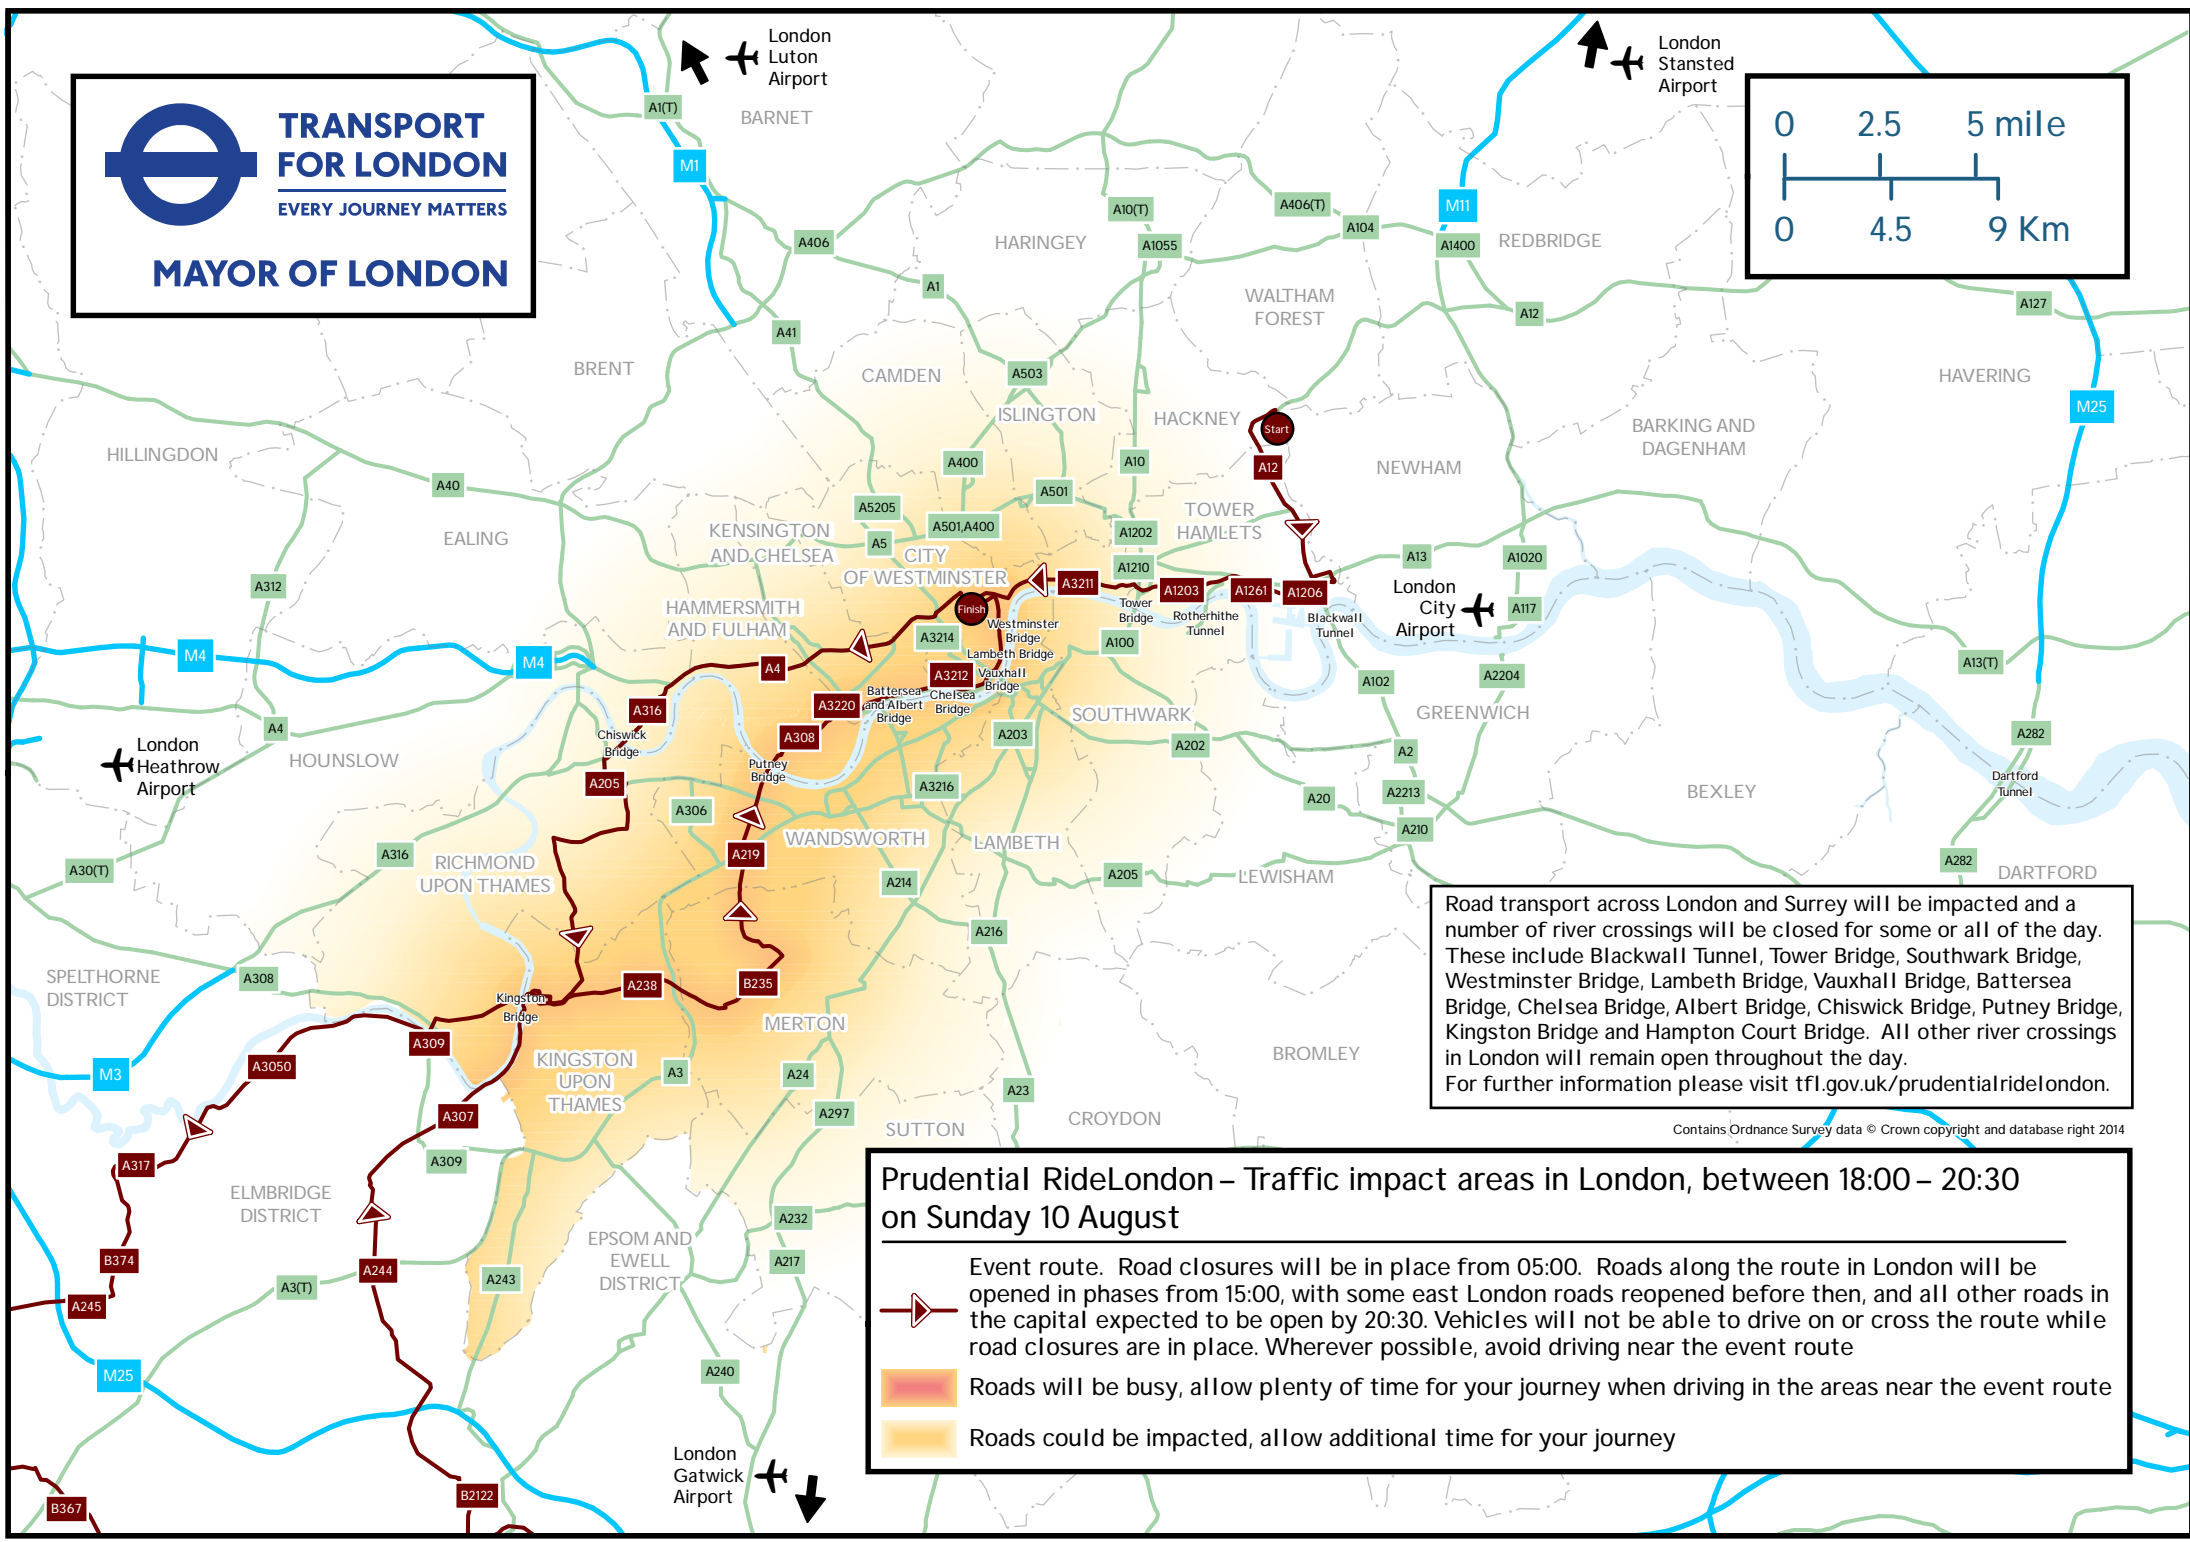 TRANSPORT
FOR LONDON
EVERY JOURNEY MATTERS
MAYOR OF LONDON
London
Luton
Airport
London
Stansted
Airport
0 2.5 5 mile
0 4.5 9 Km
A1(T)
BARNET
M1
A10(T)
A406(T)
M11
A104
A406
HARINGEY
A1055
A1400
REDBRIDGE
A1
WALTHAM
FOREST
A12
A127
A41
BRENT
CAMDEN
A503
HAVERING
M25
ISLINGTON
HACKNEY
Start
BARKING AND
DAGENHAM
HILLINGDON
A400
A10
A12
NEWHAM
A40
A501
A5205
TOWER
HAMLETS
KENSINGTON
AND CHELSEA
A501,A400
A1202
EALING
A5
CITY
OF WESTMINSTER
A13
A1020
A1210
A312
A3211
A1203
A1261
A1206
London
City
Airport
A117
HAMMERSMITH
AND FULHAM
Finish
Tower
Bridge
Rotherhithe
Tunnel
Blackwall
Tunnel
Westminster
Bridge
A3214
A100
Lambeth Bridge
M4
M4
A4
A3212
Vauxhall
Bridge
A102
A2204
A13(T)
Battersea
and Albert
Bridge
Chelsea
Bridge
A316
A3220
SOUTHWARK
GREENWICH
A4
Chiswick
Bridge
A308
A203
A202
A2
A282
London
Heathrow
Airport
HOUNSLOW
Putney
Bridge
A205
A3216
A20
A2213
BEXLEY
Dartford
Tunnel
A306
A210
WANDSWORTH
LAMBETH
A316
RICHMOND
UPON THAMES
A219
A30(T)
A214
A205
LEWISHAM
A282
DARTFORD
A216
Road transport across London and Surrey will be impacted and a
number of river crossings will be closed for some or all of the day.
These include Blackwall Tunnel, Tower Bridge, Southwark Bridge,
Westminster Bridge, Lambeth Bridge, Vauxhall Bridge, Battersea
Bridge, Chelsea Bridge, Albert Bridge, Chiswick Bridge, Putney Bridge,
Kingston Bridge and Hampton Court Bridge. All other river crossings
in London will remain open throughout the day.
For further information please visit tfl.gov.uk/prudentialridelondon.
SPELTHORNE
DISTRICT
A308
A238
B235
Kingston
Bridge
MERTON
A309
BROMLEY
M3
A3050
KINGSTON
UPON
THAMES
A3
A24
A23
A307
A297
CROYDON
SUTTON
Contains Ordnance Survey data © Crown copyright and database right 2014
A317
A309
ELMBRIDGE
DISTRICT
A232
EPSOM AND
EWELL
DISTRICT
B374
A244
A243
A217
A3(T)
A245
M25
A240
London
Gatwick
Airport
B367
B2122
Prudential RideLondon – Traffic impact areas in London, between 18:00 – 20:30
on Sunday 10 August
Event route. Road closures will be in place from 05:00. Roads along the route in London will be
opened in phases from 15:00, with some east London roads reopened before then, and all other roads in
the capital expected to be open by 20:30. Vehicles will not be able to drive on or cross the route while
road closures are in place. Wherever possible, avoid driving near the event route
Roads will be busy, allow plenty of time for your journey when driving in the areas near the event route
Roads could be impacted, allow additional time for your journey